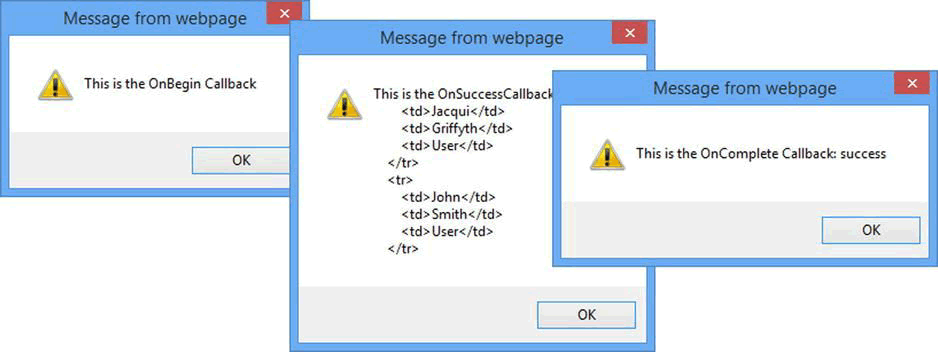 Message from webpage
This is the OnBegin Callback
OK
Message from webpage
This is the OnSuccessCallback
<td>Jacqui</td>
<td>Griffyth</td>
<td>User</td>
</tr>
<tr>
<td>John</td>
<td>Smith</td>
<td>User</td>
</tr>
OK
Message from webpage
This is the OnComplete Callback: success
OK